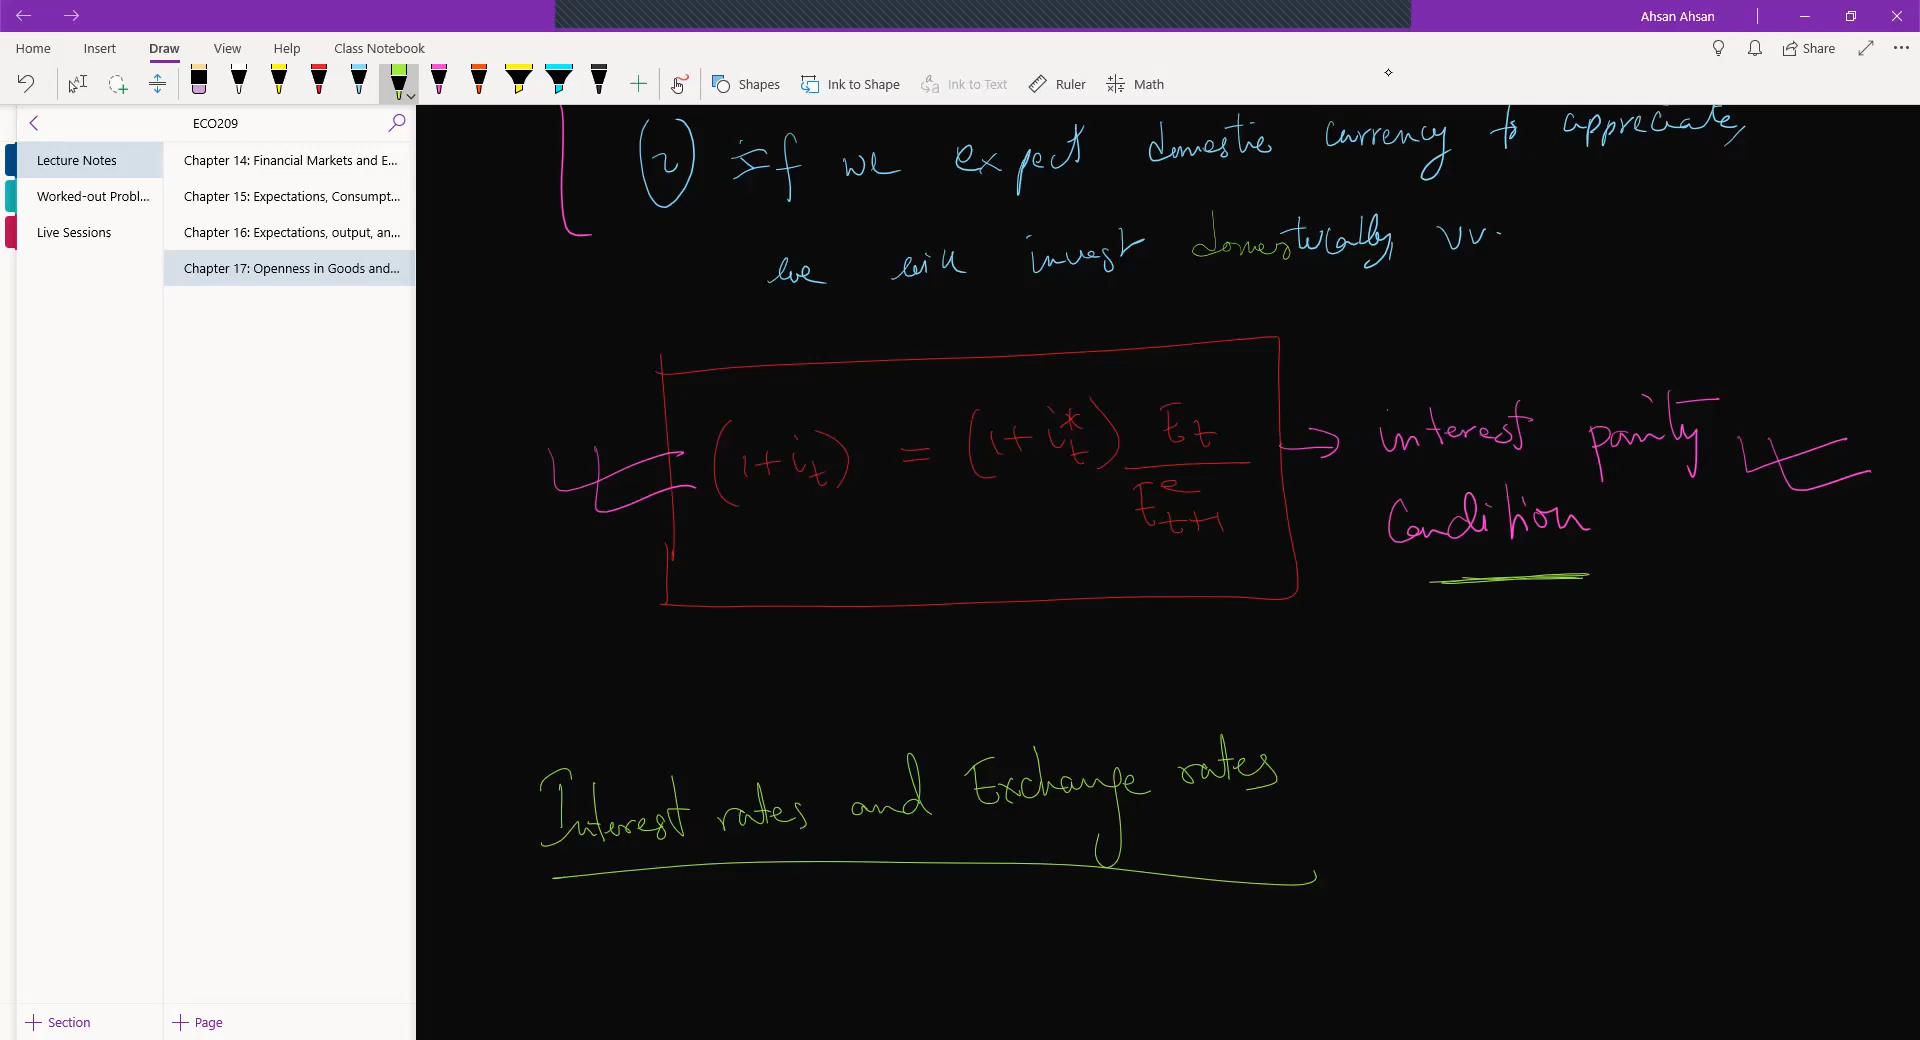 Ahsan Ahsan
Home Insert Draw View Help Class Notebook Share
Shapes Ink to Shape Ink to Text Ruler Math
ECO209
Lecture Notes
Worked-out Probl...
Live Sessions
Chapter 14: Financial Markets and E...
Chapter 15: Expectations, Consumpt...
Chapter 16: Expectations, output, an...
Chapter 17: Openness in Goods and...
(2) If we expect domestic currency to appreciate,
we will invest domestically, vv.
(1+i_t) = (1+i_t^*) E_t / E^e_{t+1} → interest parity
Condition
Interest rates and Exchange rates
+ Section
+ Page